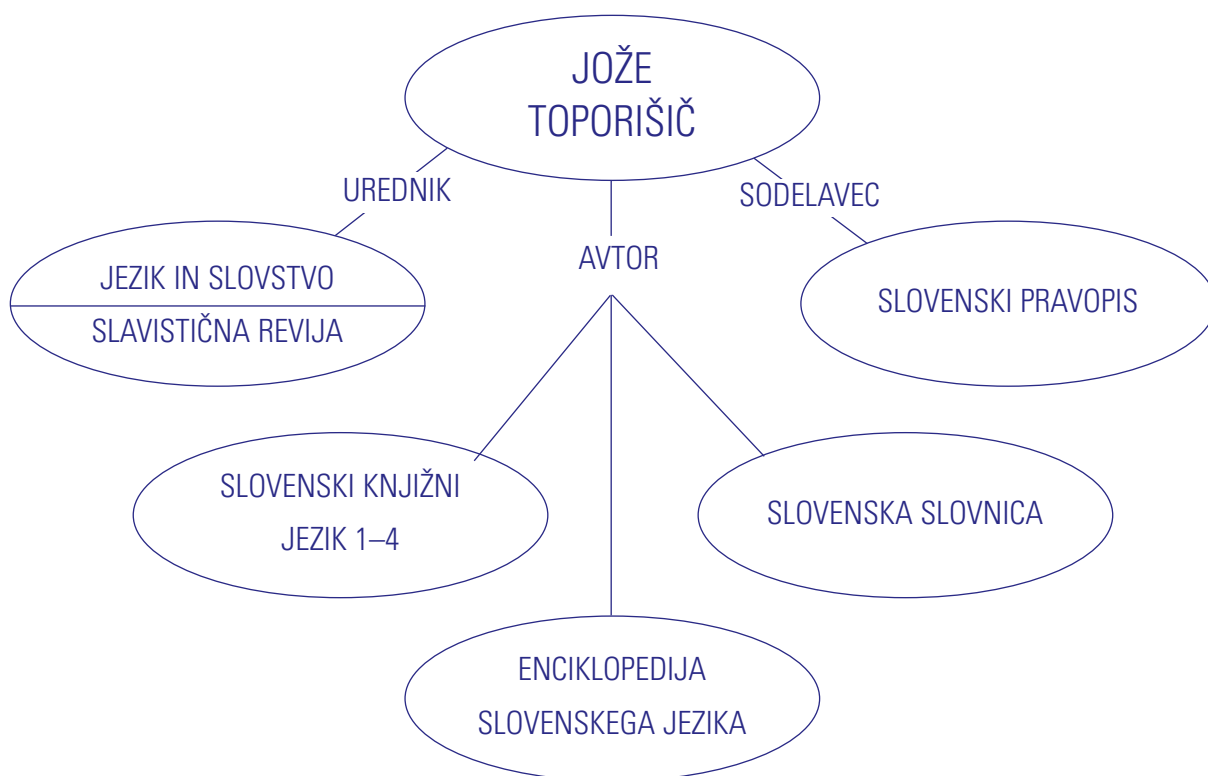 JOŽE
TOPORIŠIČ
UREDNIK
SODELAVEC
AVTOR
JEZIK IN SLOVSTVO
SLAVISTIČNA REVIJA
SLOVENSKI PRAVOPIS
SLOVENSKI KNJIŽNI
JEZIK 1–4
SLOVENSKA SLOVNICA
ENCIKLOPEDIJA
SLOVENSKEGA JEZIKA